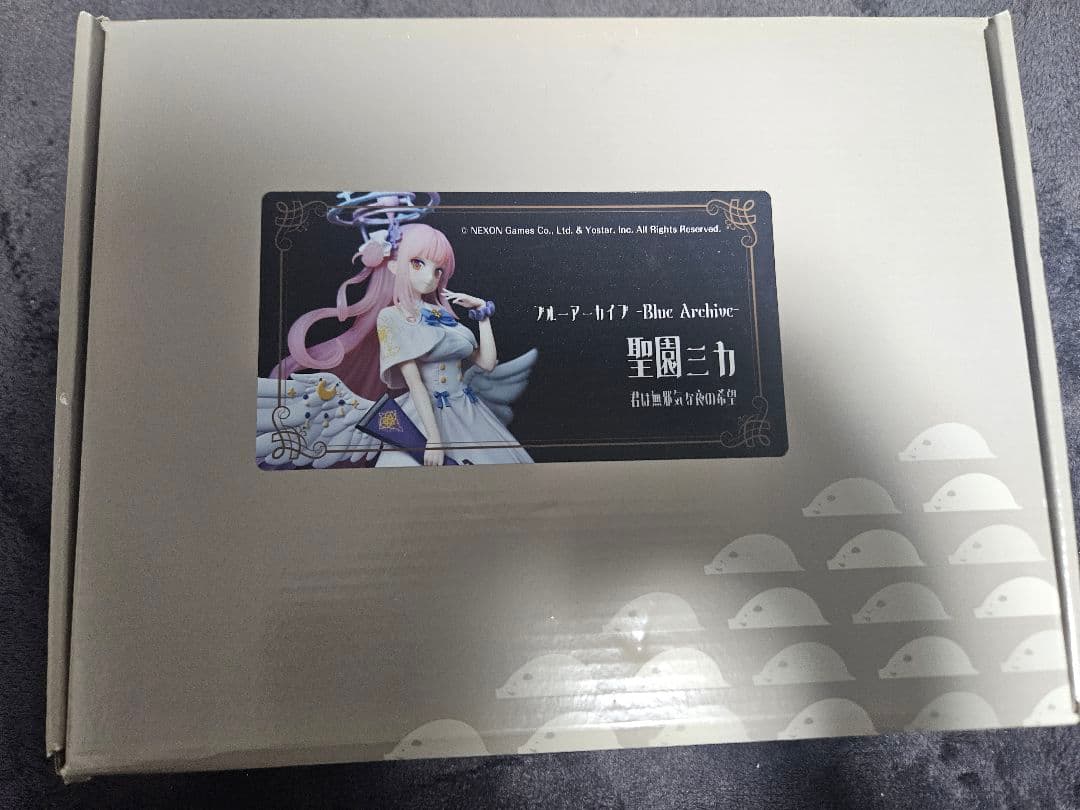 © NEXON Games Co., Ltd. & Yostar, Inc. All Rights Reserved.
ブルーアーカイブ -Blue Archive-
聖園ミカ
君は無邪気な夜の希望